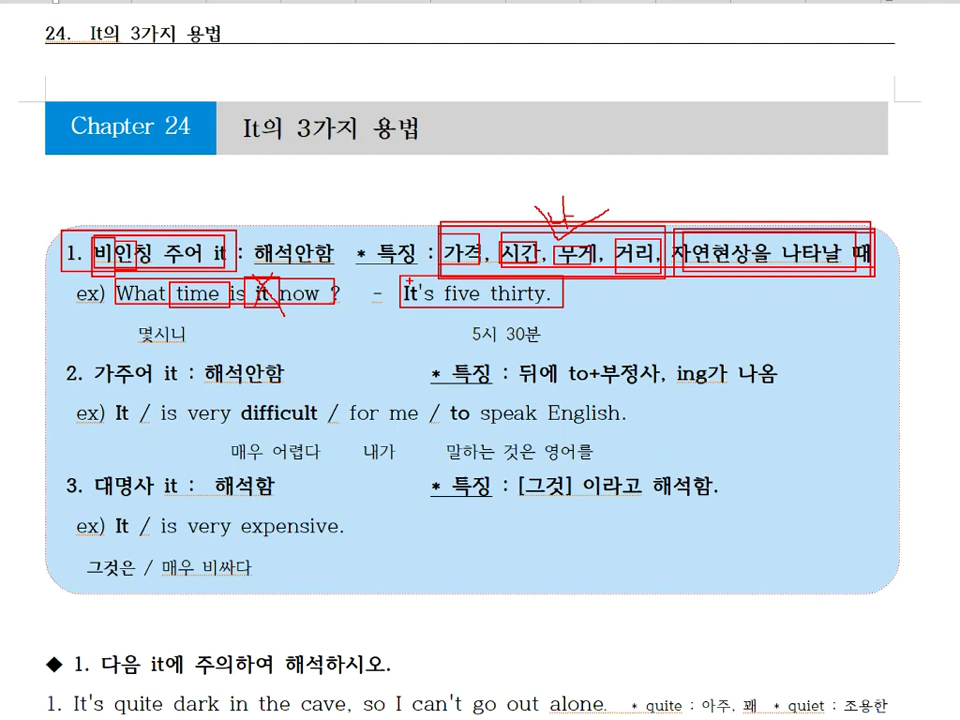 24. It의 3가지 용법
Chapter 24 It의 3가지 용법
1. 비인칭 주어 it : 해석안함 * 특징 : 가격, 시간, 무게, 거리, 자연현상을 나타날 때
ex) What time is it now ? - It's five thirty.
몇시니 5시 30분
2. 가주어 it : 해석안함 * 특징 : 뒤에 to+부정사, ing가 나옴
ex) It / is very difficult / for me / to speak English.
매우 어렵다 내가 말하는 것은 영어를
3. 대명사 it : 해석함 * 특징 : [그것] 이라고 해석함.
ex) It / is very expensive.
그것은 / 매우 비싸다
◆ 1. 다음 it에 주의하여 해석하시오.
1. It's quite dark in the cave, so I can't go out alone. * quite : 아주, 꽤 * quiet : 조용한